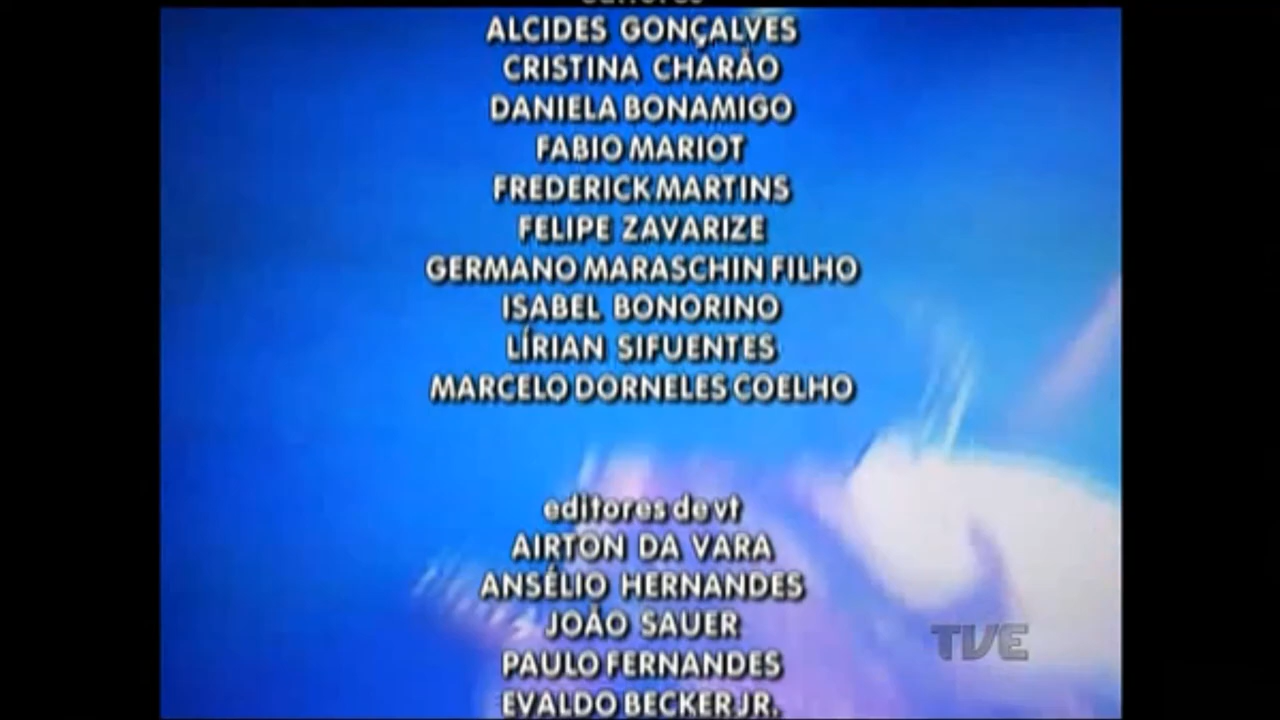 ALCIDES GONÇALVES
CRISTINA CHARÃO
DANIELA BONAMIGO
FABIO MARIOT
FREDERICK MARTINS
FELIPE ZAVARIZE
GERMANO MARASCHIN FILHO
ISABEL BONORINO
LÍRIAN SIFUENTES
MARCELO DORNELES COELHO
editores de vt
AIRTON DA VARA
ANSÉLIO HERNANDES
JOÃO SAUER
TVE
PAULO FERNANDES
EVALDO BECKER JR.